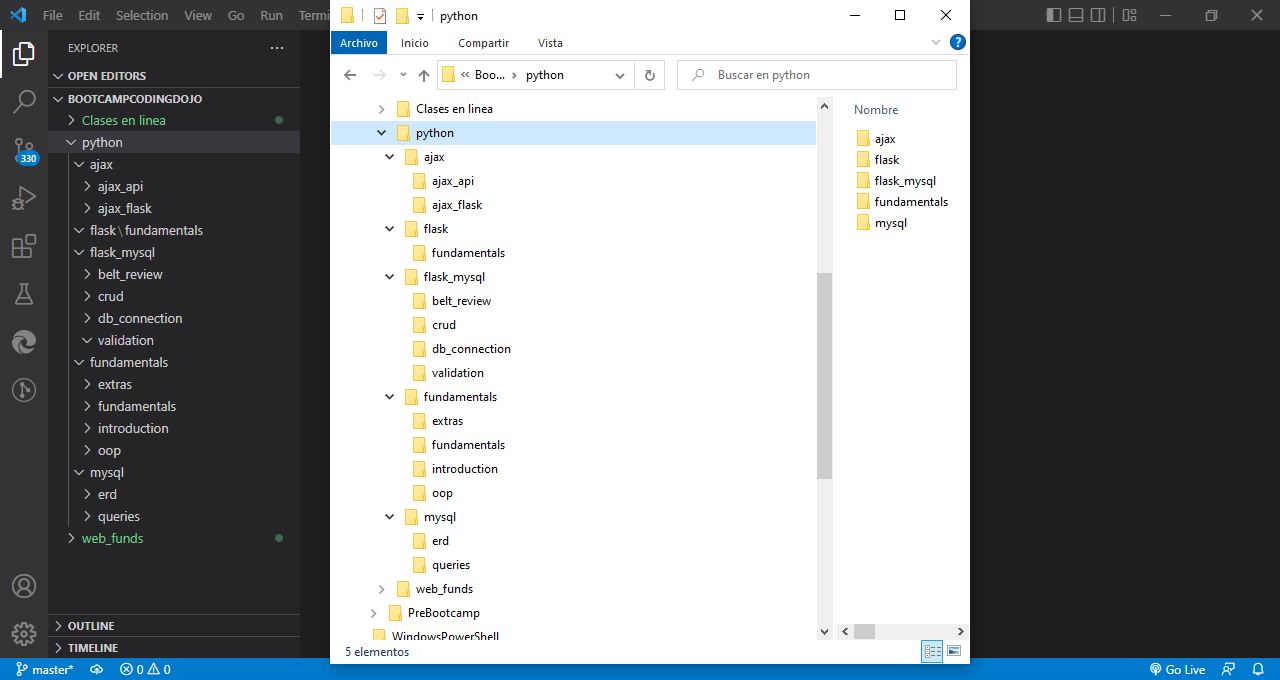 File Edit Selection View Go Run Termi
EXPLORER
OPEN EDITORS
BOOTCAMPCODINGDOJO
Clases en linea
python
ajax
ajax_api
ajax_flask
flask\fundamentals
flask_mysql
belt_review
crud
db_connection
validation
fundamentals
extras
fundamentals
introduction
oop
mysql
erd
queries
web_funds
OUTLINE
TIMELINE
330
master* 0 0
Go Live
python
Archivo Inicio Compartir Vista
?
« Boo... > python
Buscar en python
Clases en linea
python
ajax
ajax_api
ajax_flask
flask
fundamentals
flask_mysql
belt_review
crud
db_connection
validation
fundamentals
extras
fundamentals
introduction
oop
mysql
erd
queries
web_funds
PreBootcamp
WindowsPowerShell
Nombre
ajax
flask
flask_mysql
fundamentals
mysql
5 elementos